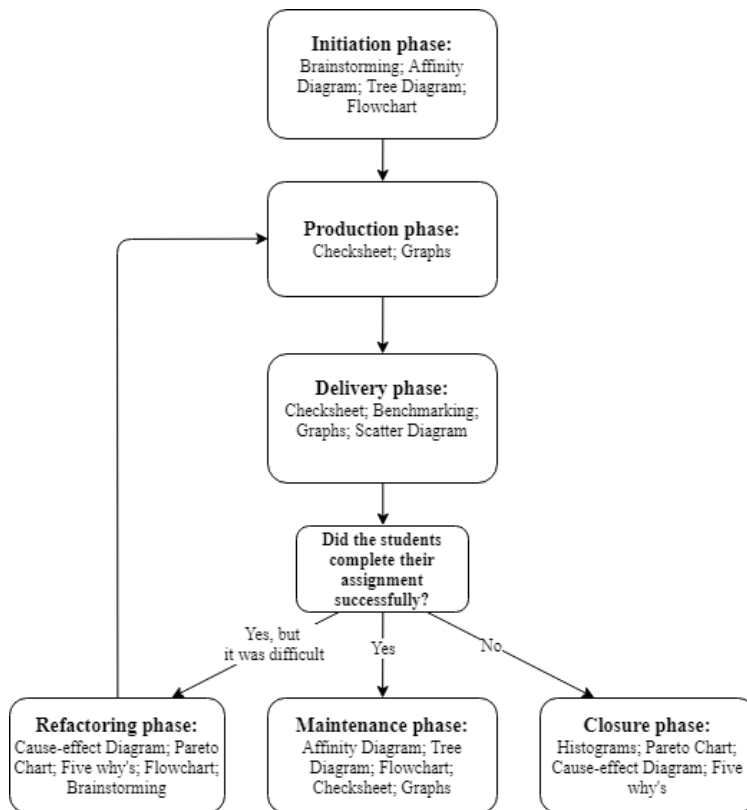 Initiation phase:
Brainstorming; Affinity
Diagram; Tree Diagram;
Flowchart
Production phase:
Checksheet; Graphs
Delivery phase:
Checksheet; Benchmarking;
Graphs; Scatter Diagram
Did the students
complete their
assignment
successfully?
Yes, but
it was difficult
Yes
No
Refactoring phase:
Cause-effect Diagram; Pareto
Chart; Five why's; Flowchart;
Brainstorming
Maintenance phase:
Affinity Diagram; Tree
Diagram; Flowchart;
Checksheet; Graphs
Closure phase:
Histograms; Pareto Chart;
Cause-effect Diagram; Five
why's